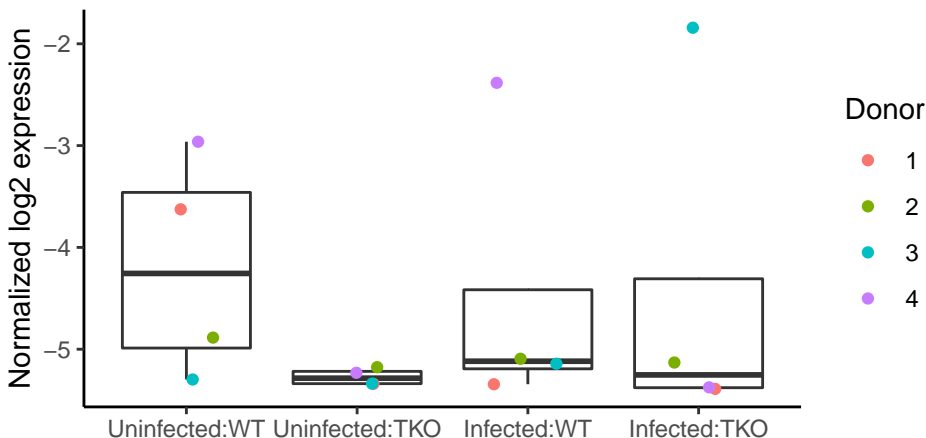 Normalized log2 expression
−2
−3
−4
−5
Uninfected:WT Uninfected:TKO Infected:WT Infected:TKO
Donor
1
2
3
4